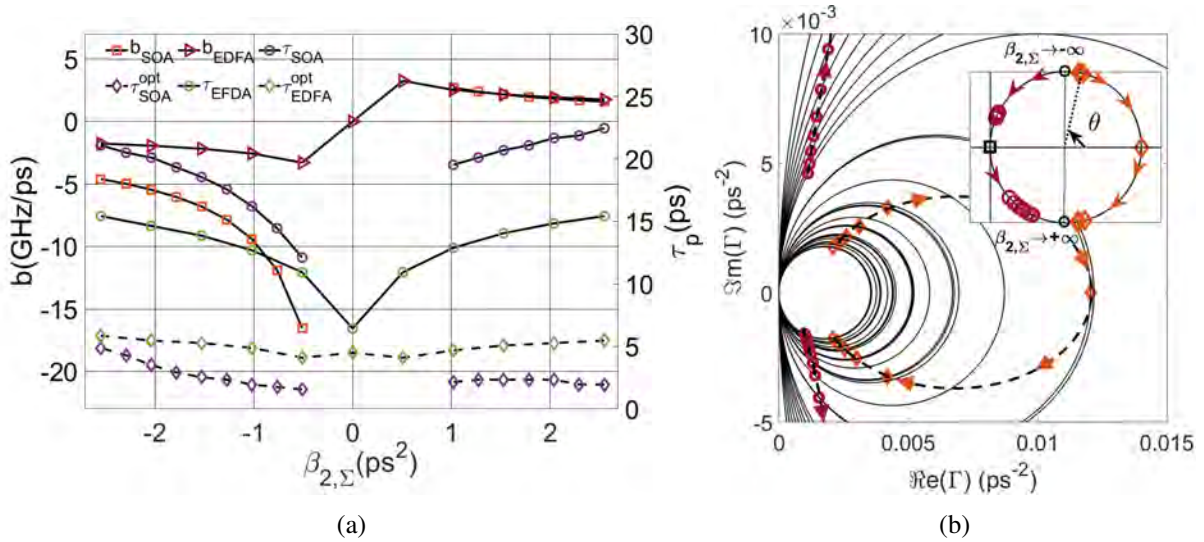 b_SOA b_EDFA τ_SOA
τ^opt_SOA τ_EFDA τ^opt_EDFA
5
0
-5
-10
-15
-20
b(GHz/ps)
-2 -1 0 1 2
β_2,Σ(ps²)
30
25
20
15
10
5
0
τ_p(ps)
(a)
×10⁻³
10
5
0
-5
ℑm(Γ) (ps⁻²)
0 0.005 0.01 0.015
ℜe(Γ) (ps⁻²)
β_2,Σ→-∞
θ
β_2,Σ→+∞
(b)